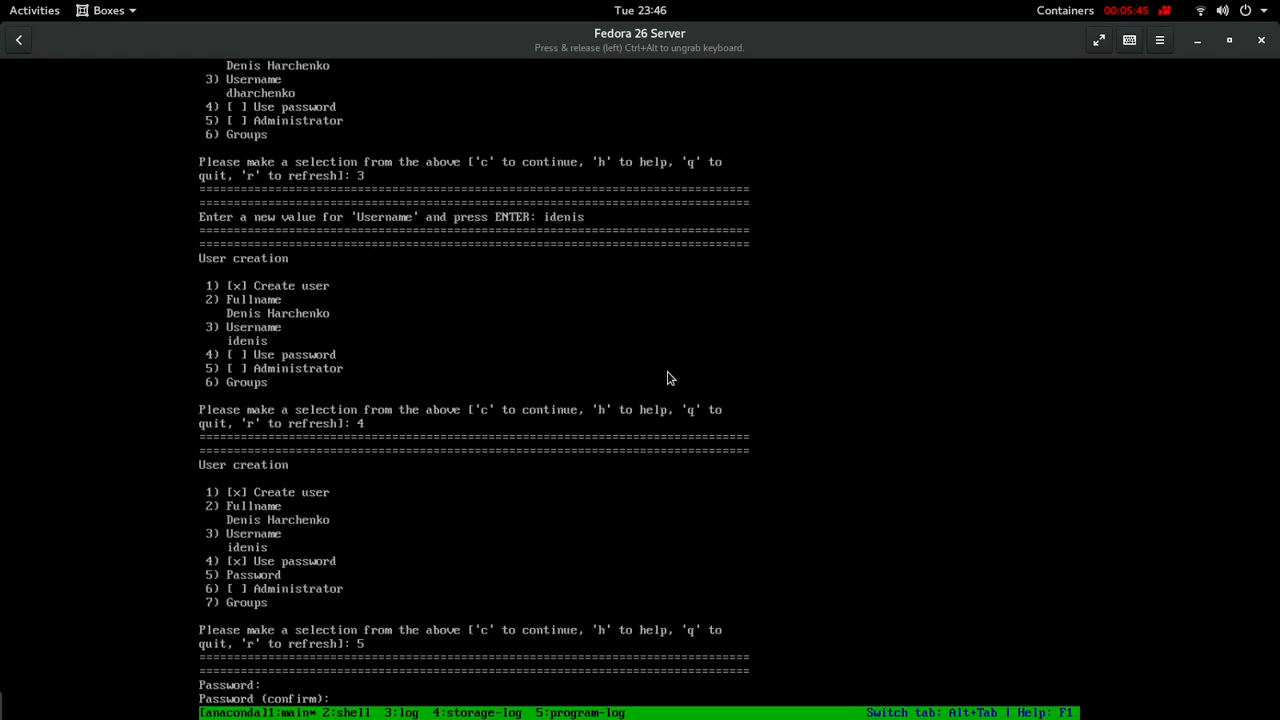 Activities Boxes Tue 23:46 Containers 00:05:45
Fedora 26 Server
Press & release (left) Ctrl+Alt to ungrab keyboard.
Denis Harchenko
3) Username
dharchenko
4) [ ] Use password
5) [ ] Administrator
6) Groups
Please make a selection from the above ['c' to continue, 'h' to help, 'q' to
quit, 'r' to refresh]: 3
================================================================================
================================================================================
Enter a new value for 'Username' and press ENTER: idenis
================================================================================
================================================================================
User creation
1) [x] Create user
2) Fullname
Denis Harchenko
3) Username
idenis
4) [ ] Use password
5) [ ] Administrator
6) Groups
Please make a selection from the above ['c' to continue, 'h' to help, 'q' to
quit, 'r' to refresh]: 4
================================================================================
================================================================================
User creation
1) [x] Create user
2) Fullname
Denis Harchenko
3) Username
idenis
4) [x] Use password
5) Password
6) [ ] Administrator
7) Groups
Please make a selection from the above ['c' to continue, 'h' to help, 'q' to
quit, 'r' to refresh]: 5
================================================================================
================================================================================
Password:
Password (confirm):
[anaconda]1:main* 2:shell 3:log 4:storage-log 5:program-log Switch tab: Alt+Tab | Help: F1